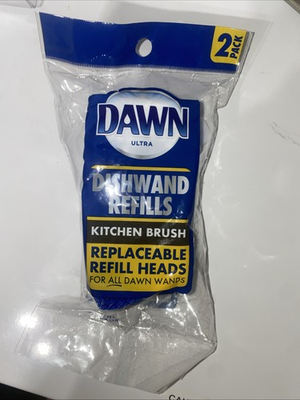 2
PACK
DAWN
ULTRA
DISHWAND
REFILLS
KITCHEN BRUSH
REPLACEABLE
REFILL HEADS
FOR ALL DAWN WANDS